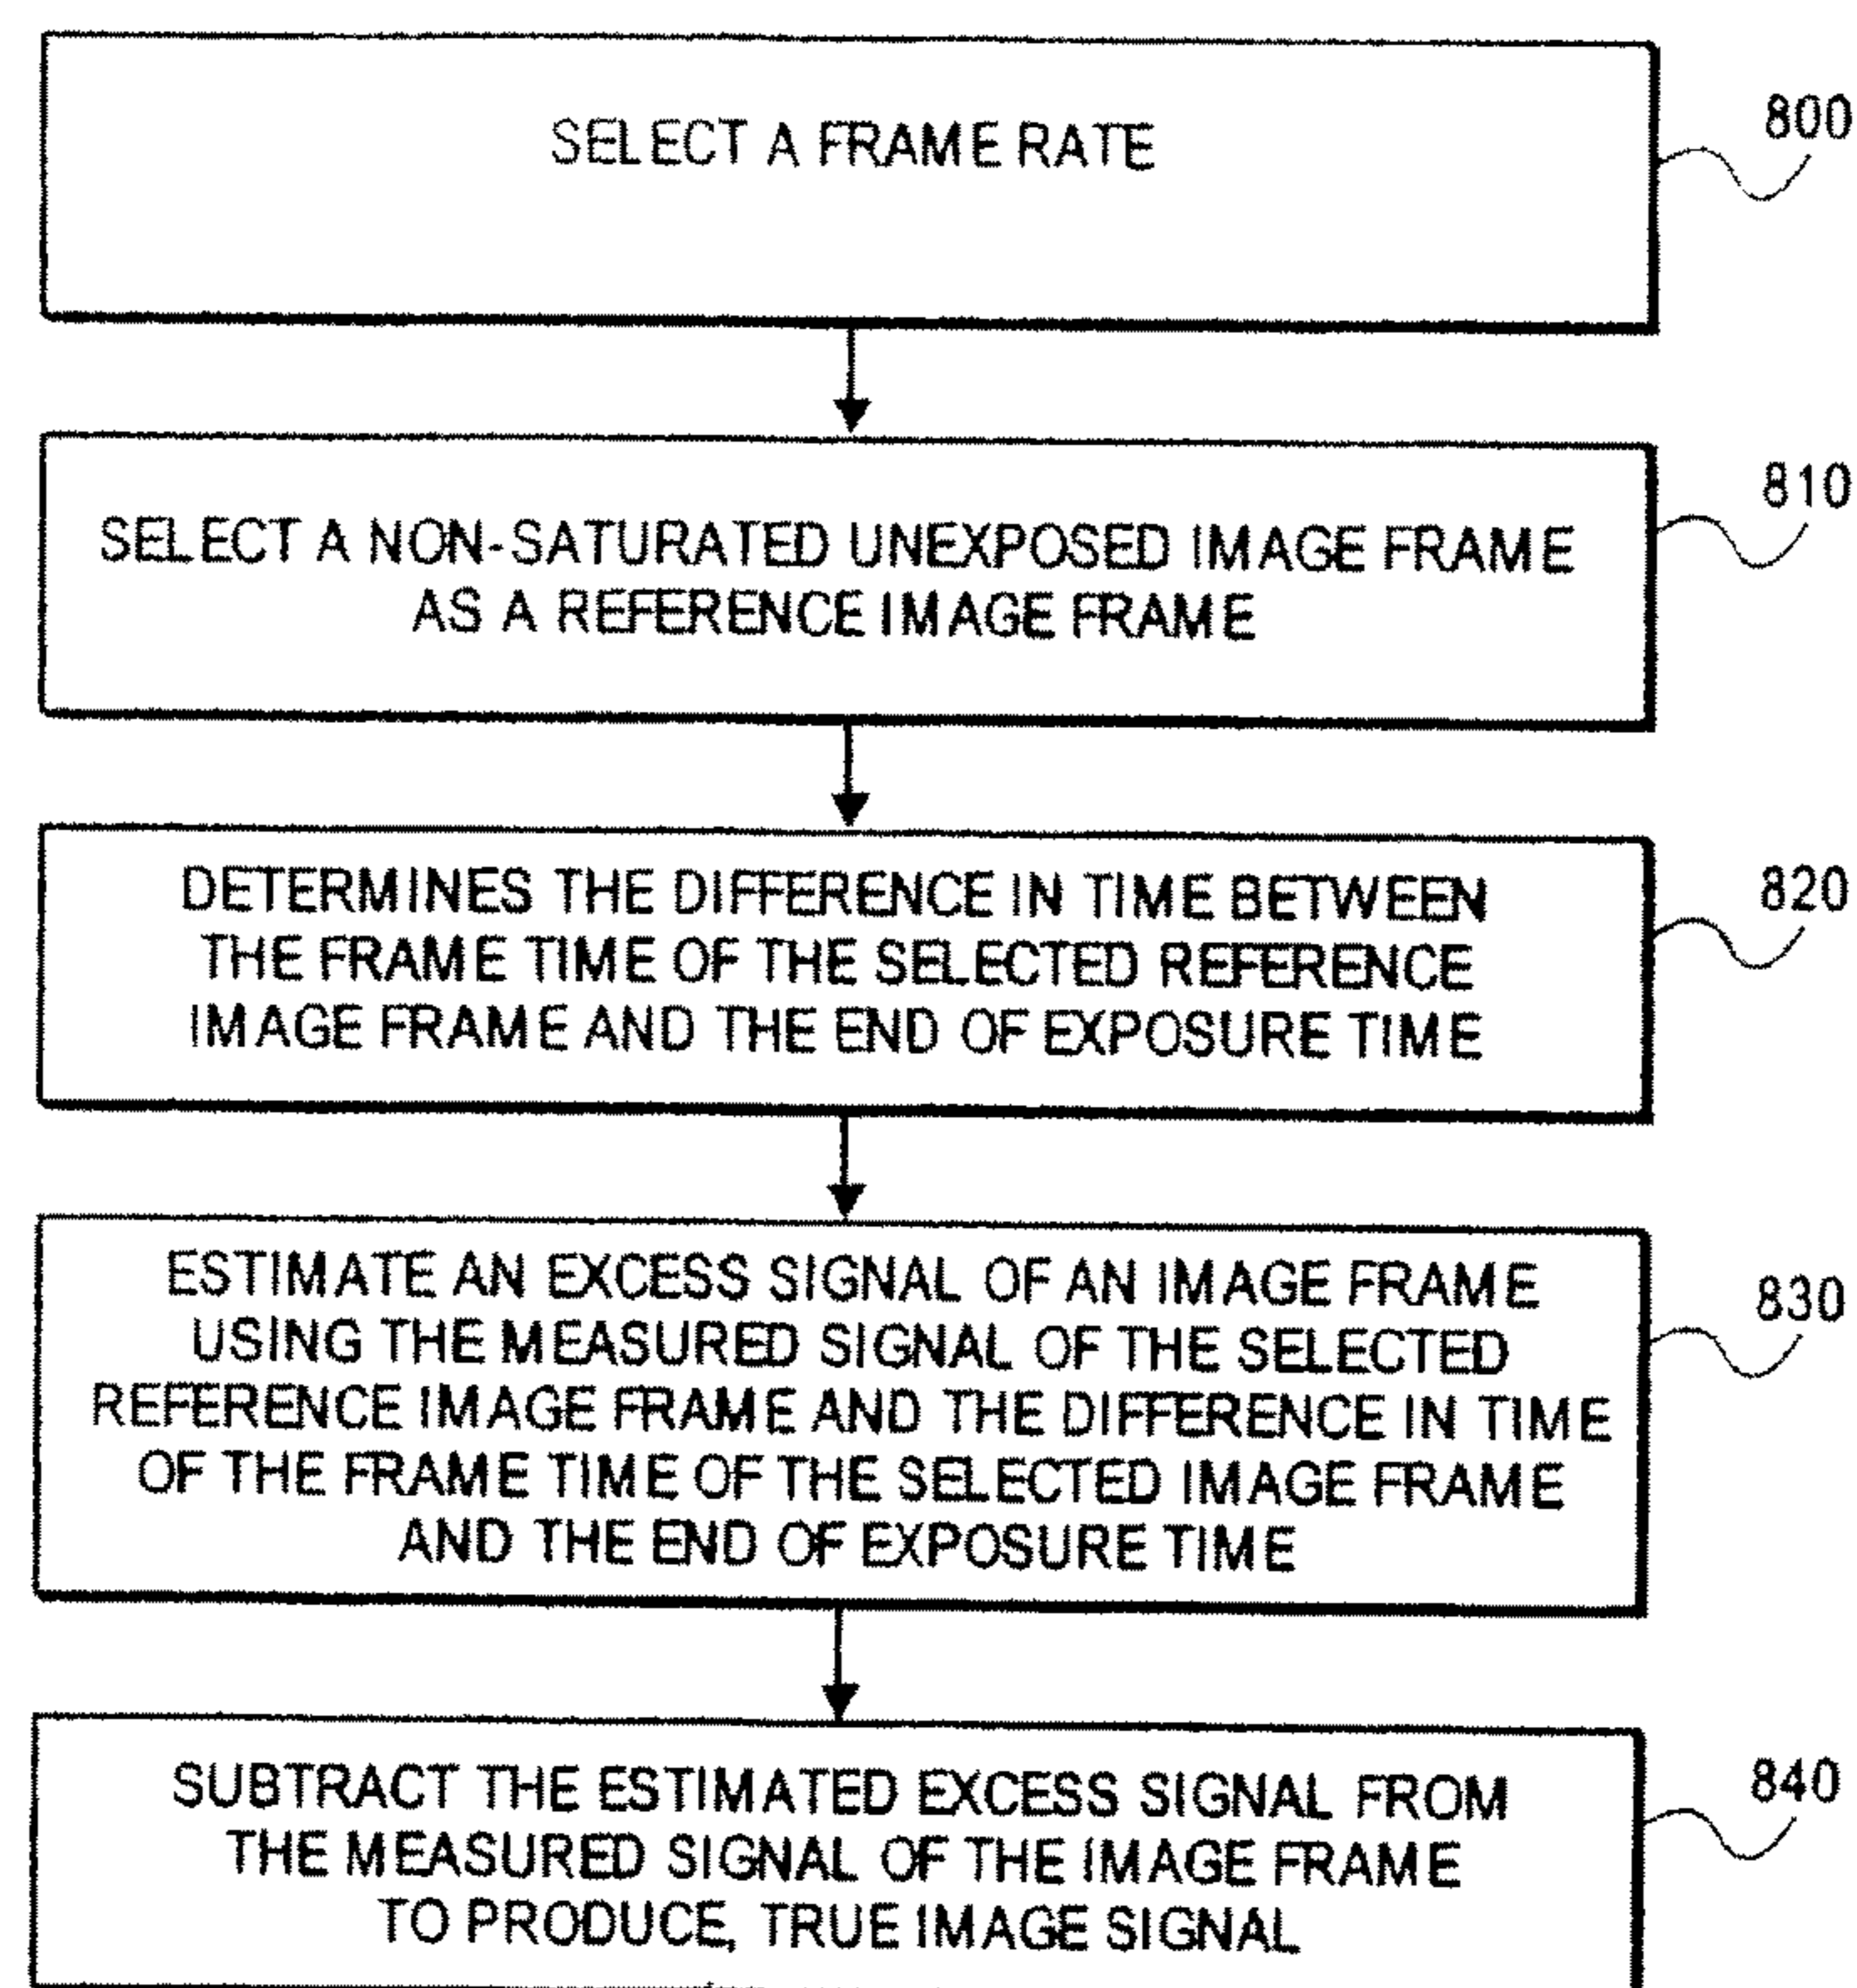 SELECT A FRAME RATE
800
SELECT A NON-SATURATED UNEXPOSED IMAGE FRAME
AS A REFERENCE IMAGE FRAME
810
DETERMINES THE DIFFERENCE IN TIME BETWEEN
THE FRAME TIME OF THE SELECTED REFERENCE
IMAGE FRAME AND THE END OF EXPOSURE TIME
820
ESTIMATE AN EXCESS SIGNAL OF AN IMAGE FRAME
USING THE MEASURED SIGNAL OF THE SELECTED
REFERENCE IMAGE FRAME AND THE DIFFERENCE IN TIME
OF THE FRAME TIME OF THE SELECTED IMAGE FRAME
AND THE END OF EXPOSURE TIME
830
SUBTRACT THE ESTIMATED EXCESS SIGNAL FROM
THE MEASURED SIGNAL OF THE IMAGE FRAME
TO PRODUCE, TRUE IMAGE SIGNAL
840